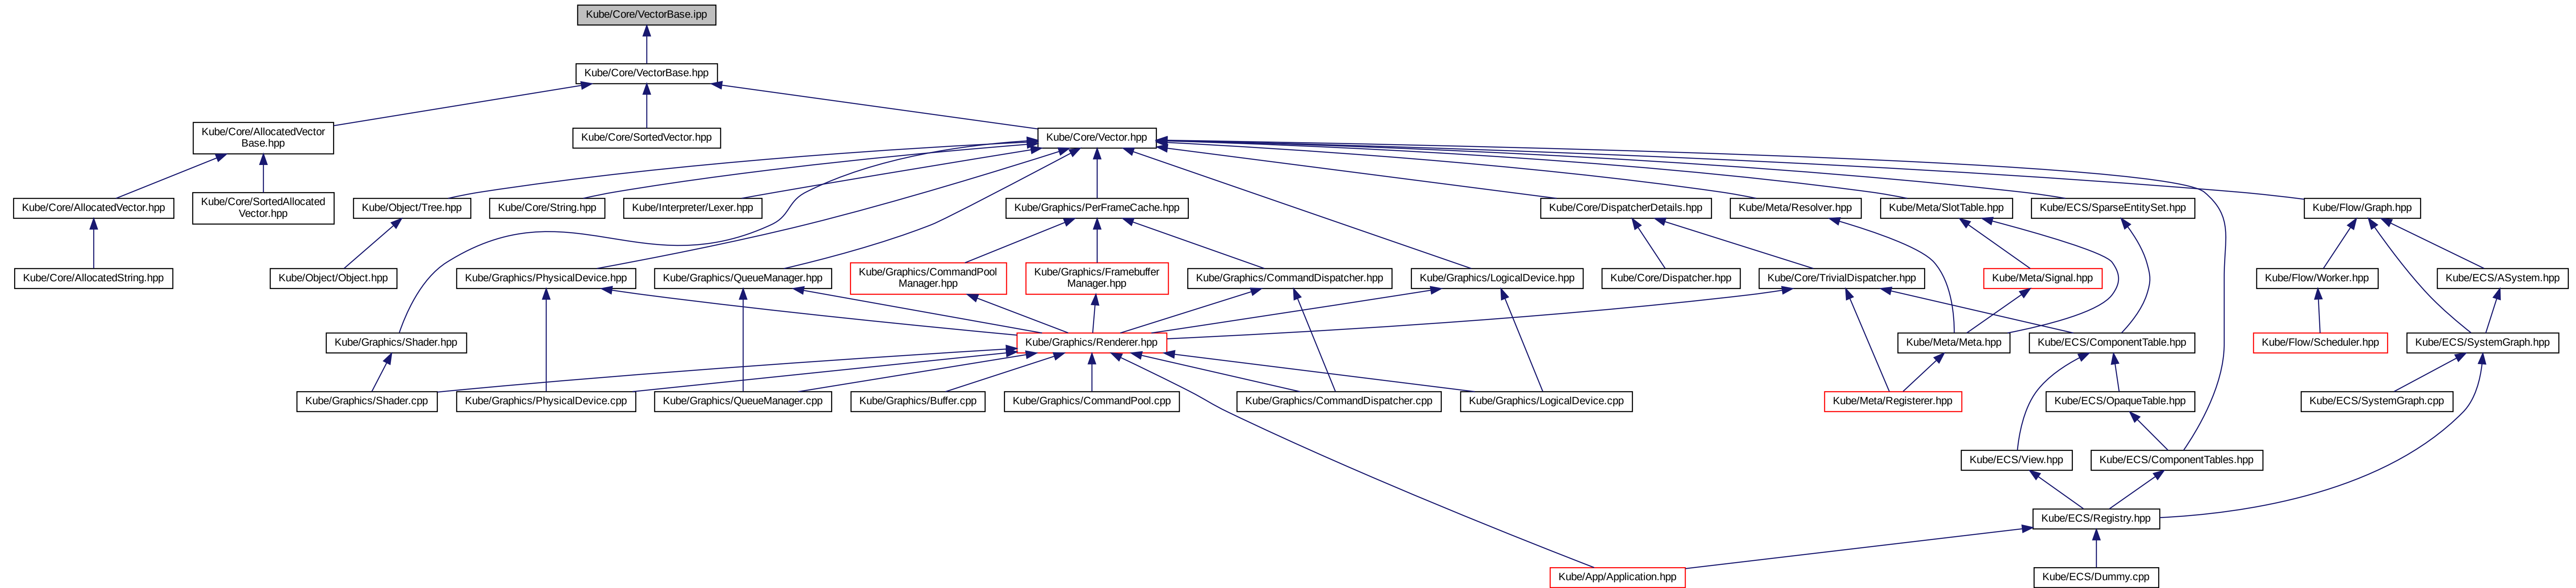 Kube/Core/VectorBase.ipp
Kube/Core/VectorBase.hpp
Kube/Core/AllocatedVector
Base.hpp
Kube/Core/SortedVector.hpp
Kube/Core/Vector.hpp
Kube/Core/AllocatedVector.hpp
Kube/Core/SortedAllocated
Vector.hpp
Kube/Object/Tree.hpp
Kube/Core/String.hpp
Kube/Interpreter/Lexer.hpp
Kube/Graphics/PerFrameCache.hpp
Kube/Core/DispatcherDetails.hpp
Kube/Meta/Resolver.hpp
Kube/Meta/SlotTable.hpp
Kube/ECS/SparseEntitySet.hpp
Kube/Flow/Graph.hpp
Kube/Core/AllocatedString.hpp
Kube/Object/Object.hpp
Kube/Graphics/PhysicalDevice.hpp
Kube/Graphics/QueueManager.hpp
Kube/Graphics/CommandPool
Manager.hpp
Kube/Graphics/Framebuffer
Manager.hpp
Kube/Graphics/CommandDispatcher.hpp
Kube/Graphics/LogicalDevice.hpp
Kube/Core/Dispatcher.hpp
Kube/Core/TrivialDispatcher.hpp
Kube/Meta/Signal.hpp
Kube/Flow/Worker.hpp
Kube/ECS/ASystem.hpp
Kube/Graphics/Shader.hpp
Kube/Graphics/Renderer.hpp
Kube/Meta/Meta.hpp
Kube/ECS/ComponentTable.hpp
Kube/Flow/Scheduler.hpp
Kube/ECS/SystemGraph.hpp
Kube/Graphics/Shader.cpp
Kube/Graphics/PhysicalDevice.cpp
Kube/Graphics/QueueManager.cpp
Kube/Graphics/Buffer.cpp
Kube/Graphics/CommandPool.cpp
Kube/Graphics/CommandDispatcher.cpp
Kube/Graphics/LogicalDevice.cpp
Kube/Meta/Registerer.hpp
Kube/ECS/OpaqueTable.hpp
Kube/ECS/SystemGraph.cpp
Kube/ECS/View.hpp
Kube/ECS/ComponentTables.hpp
Kube/ECS/Registry.hpp
Kube/App/Application.hpp
Kube/ECS/Dummy.cpp